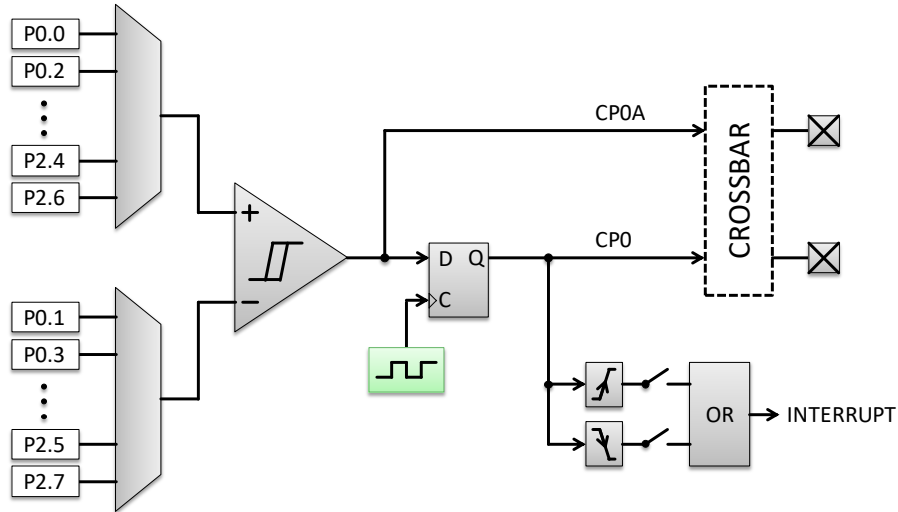 P0.0
P0.2
P2.4
P2.6
P0.1
P0.3
P2.5
P2.7
+
−
D Q
C
CP0A
CP0
CROSSBAR
OR
INTERRUPT